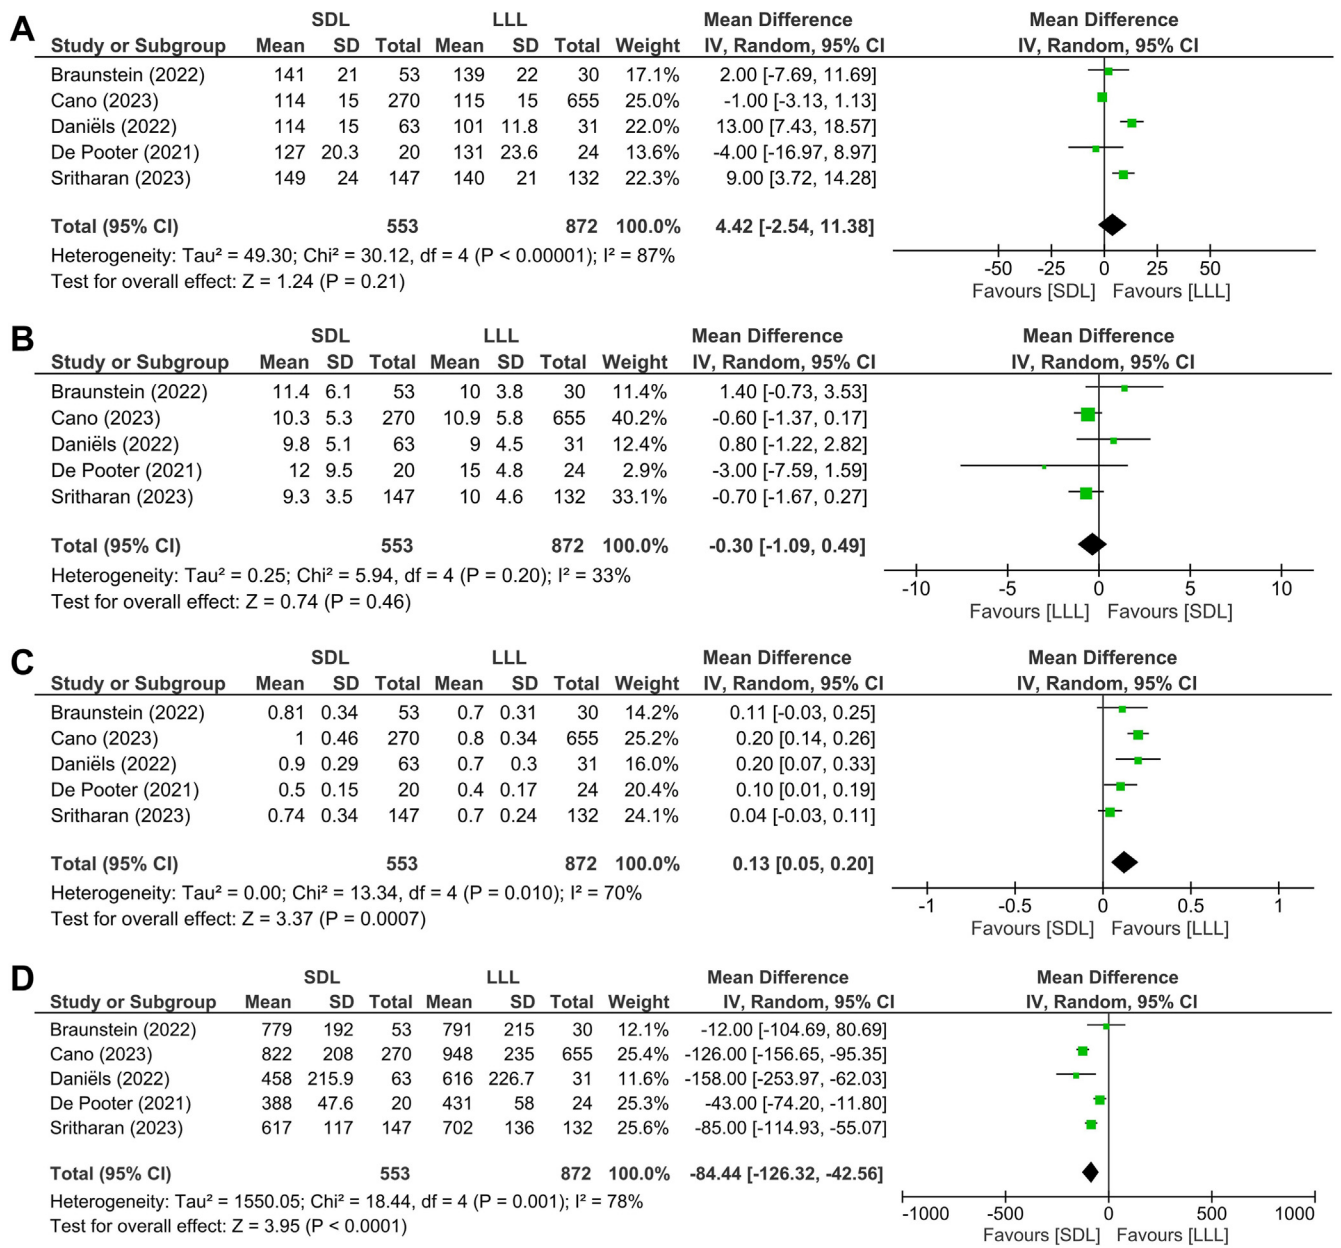 A
SDL LLL Mean Difference Mean Difference
Study or Subgroup Mean SD Total Mean SD Total Weight IV, Random, 95% CI IV, Random, 95% CI
Braunstein (2022) 141 21 53 139 22 30 17.1% 2.00 [-7.69, 11.69]
Cano (2023) 114 15 270 115 15 655 25.0% -1.00 [-3.13, 1.13]
Daniëls (2022) 114 15 63 101 11.8 31 22.0% 13.00 [7.43, 18.57]
De Pooter (2021) 127 20.3 20 131 23.6 24 13.6% -4.00 [-16.97, 8.97]
Sritharan (2023) 149 24 147 140 21 132 22.3% 9.00 [3.72, 14.28]
Total (95% CI) 553 872 100.0% 4.42 [-2.54, 11.38]
Heterogeneity: Tau² = 49.30; Chi² = 30.12, df = 4 (P < 0.00001); I² = 87%
Test for overall effect: Z = 1.24 (P = 0.21)
-50 -25 0 25 50
Favours [SDL] Favours [LLL]
B
SDL LLL Mean Difference Mean Difference
Study or Subgroup Mean SD Total Mean SD Total Weight IV, Random, 95% CI IV, Random, 95% CI
Braunstein (2022) 11.4 6.1 53 10 3.8 30 11.4% 1.40 [-0.73, 3.53]
Cano (2023) 10.3 5.3 270 10.9 5.8 655 40.2% -0.60 [-1.37, 0.17]
Daniëls (2022) 9.8 5.1 63 9 4.5 31 12.4% 0.80 [-1.22, 2.82]
De Pooter (2021) 12 9.5 20 15 4.8 24 2.9% -3.00 [-7.59, 1.59]
Sritharan (2023) 9.3 3.5 147 10 4.6 132 33.1% -0.70 [-1.67, 0.27]
Total (95% CI) 553 872 100.0% -0.30 [-1.09, 0.49]
Heterogeneity: Tau² = 0.25; Chi² = 5.94, df = 4 (P = 0.20); I² = 33%
Test for overall effect: Z = 0.74 (P = 0.46)
-10 -5 0 5 10
Favours [LLL] Favours [SDL]
C
SDL LLL Mean Difference Mean Difference
Study or Subgroup Mean SD Total Mean SD Total Weight IV, Random, 95% CI IV, Random, 95% CI
Braunstein (2022) 0.81 0.34 53 0.7 0.31 30 14.2% 0.11 [-0.03, 0.25]
Cano (2023) 1 0.46 270 0.8 0.34 655 25.2% 0.20 [0.14, 0.26]
Daniëls (2022) 0.9 0.29 63 0.7 0.3 31 16.0% 0.20 [0.07, 0.33]
De Pooter (2021) 0.5 0.15 20 0.4 0.17 24 20.4% 0.10 [0.01, 0.19]
Sritharan (2023) 0.74 0.34 147 0.7 0.24 132 24.1% 0.04 [-0.03, 0.11]
Total (95% CI) 553 872 100.0% 0.13 [0.05, 0.20]
Heterogeneity: Tau² = 0.00; Chi² = 13.34, df = 4 (P = 0.010); I² = 70%
Test for overall effect: Z = 3.37 (P = 0.0007)
-1 -0.5 0 0.5 1
Favours [SDL] Favours [LLL]
D
SDL LLL Mean Difference Mean Difference
Study or Subgroup Mean SD Total Mean SD Total Weight IV, Random, 95% CI IV, Random, 95% CI
Braunstein (2022) 779 192 53 791 215 30 12.1% -12.00 [-104.69, 80.69]
Cano (2023) 822 208 270 948 235 655 25.4% -126.00 [-156.65, -95.35]
Daniëls (2022) 458 215.9 63 616 226.7 31 11.6% -158.00 [-253.97, -62.03]
De Pooter (2021) 388 47.6 20 431 58 24 25.3% -43.00 [-74.20, -11.80]
Sritharan (2023) 617 117 147 702 136 132 25.6% -85.00 [-114.93, -55.07]
Total (95% CI) 553 872 100.0% -84.44 [-126.32, -42.56]
Heterogeneity: Tau² = 1550.05; Chi² = 18.44, df = 4 (P = 0.001); I² = 78%
Test for overall effect: Z = 3.95 (P < 0.0001)
-1000 -500 0 500 1000
Favours [SDL] Favours [LLL]